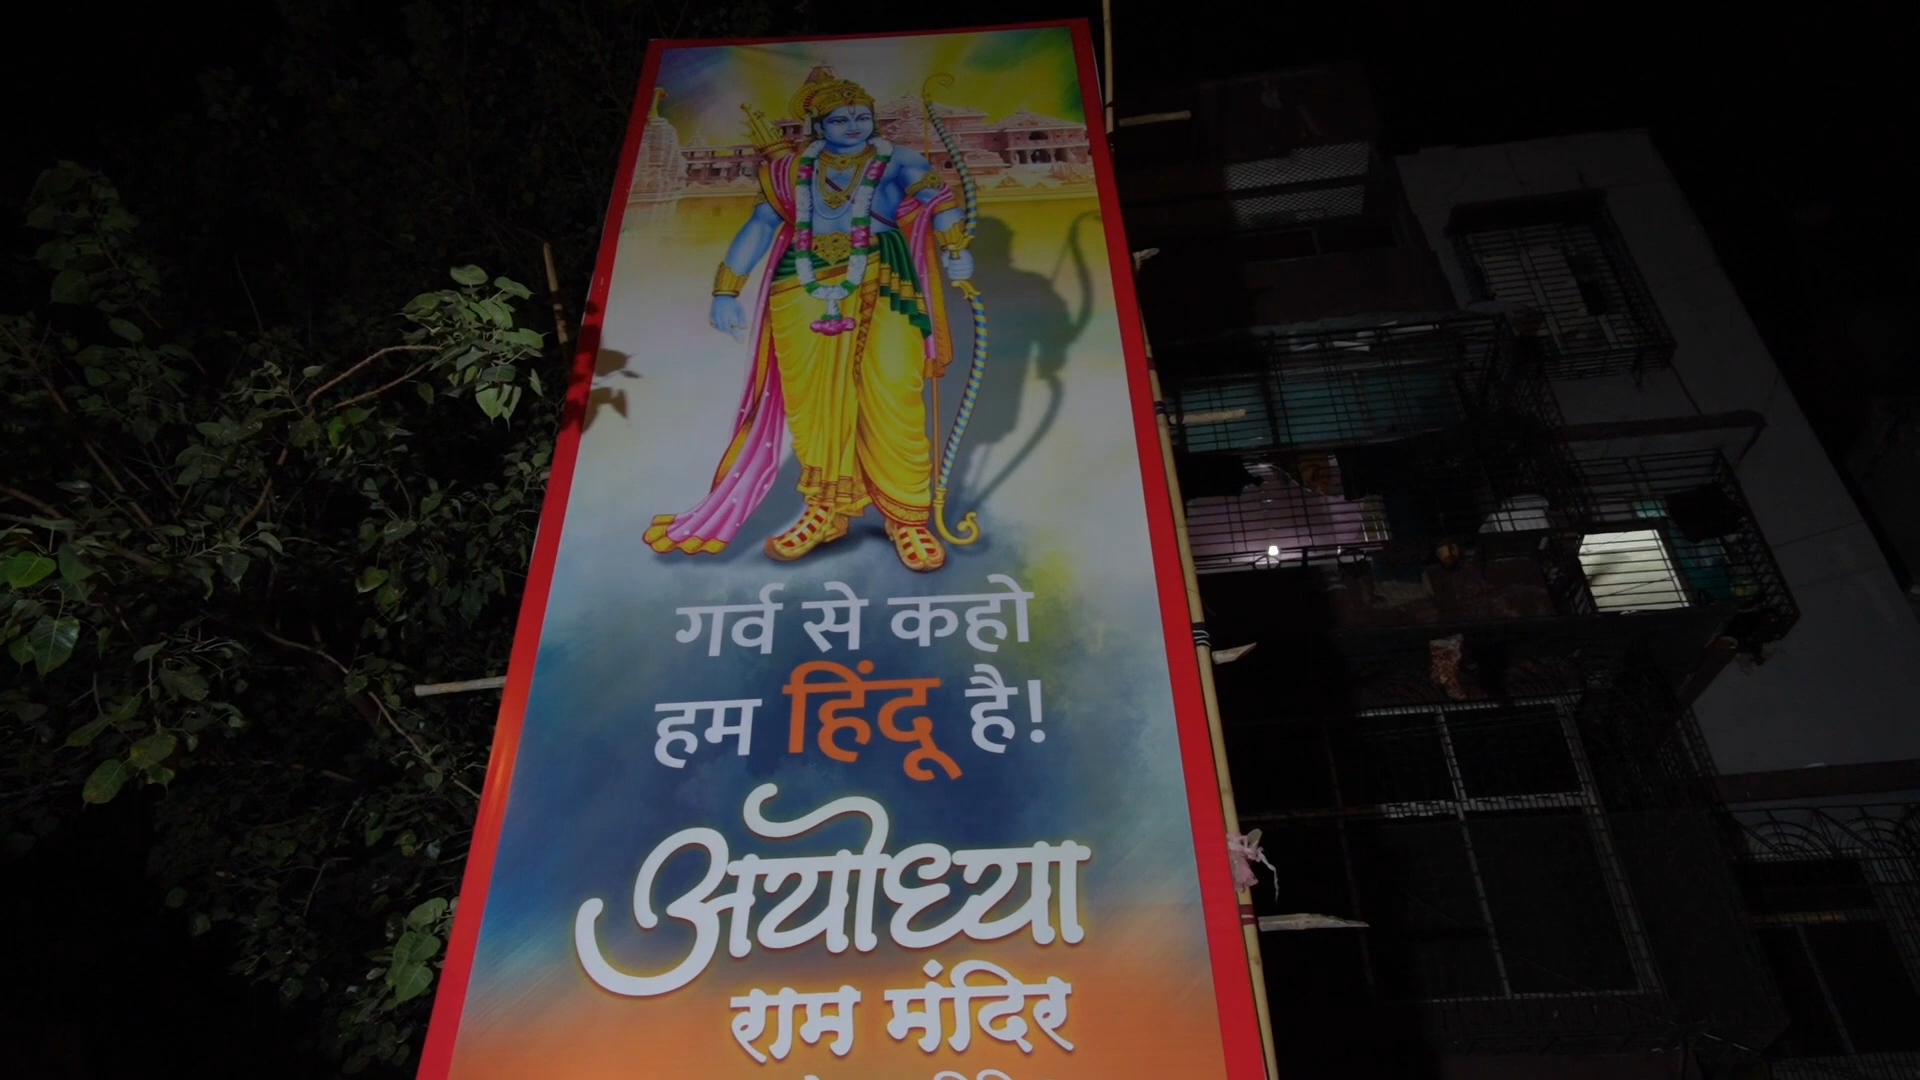 गर्व से कहो
हम हिंदू है!
अयोध्या
राम मंदिर